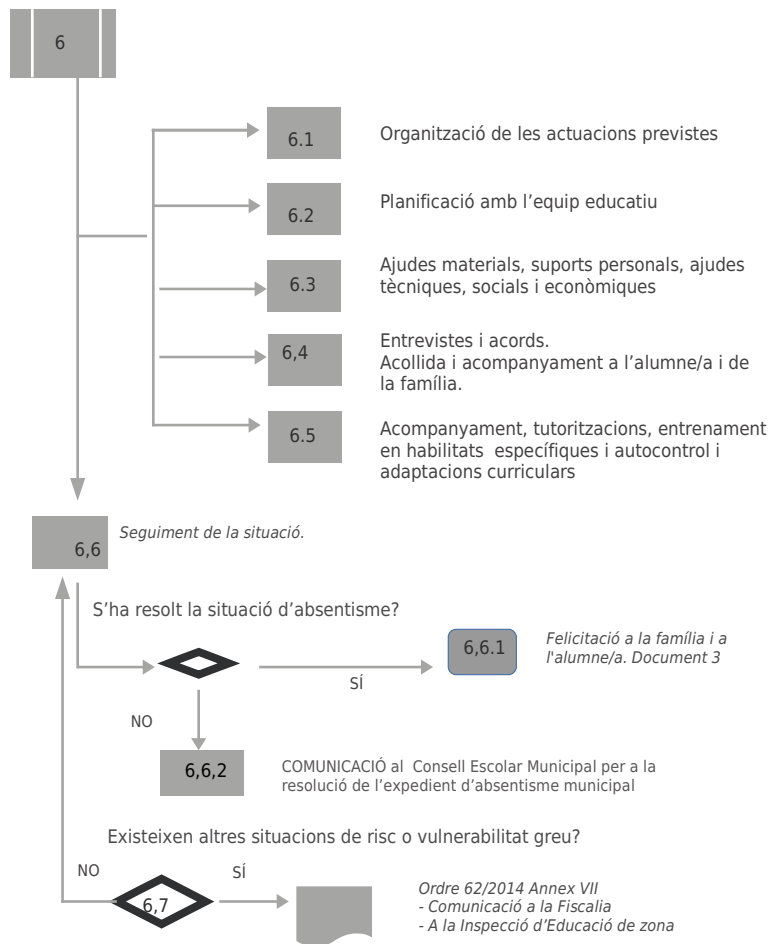 6
6.1
Organització de les actuacions previstes
6.2
Planificació amb l’equip educatiu
6.3
Ajudes materials, suports personals, ajudes
tècniques, socials i econòmiques
6,4
Entrevistes i acords.
Acollida i acompanyament a l’alumne/a i de
la família.
6.5
Acompanyament, tutoritzacions, entrenament
en habilitats específiques i autocontrol i
adaptacions curriculars
6,6
Seguiment de la situació.
S’ha resolt la situació d’absentisme?
6,6.1
Felicitació a la família i a
l'alumne/a. Document 3
SÍ
NO
6,6,2
COMUNICACIÓ al Consell Escolar Municipal per a la
resolució de l’expedient d’absentisme municipal
Existeixen altres situacions de risc o vulnerabilitat greu?
NO
SÍ
6,7
Ordre 62/2014 Annex VII
- Comunicació a la Fiscalia
- A la Inspecció d’Educació de zona